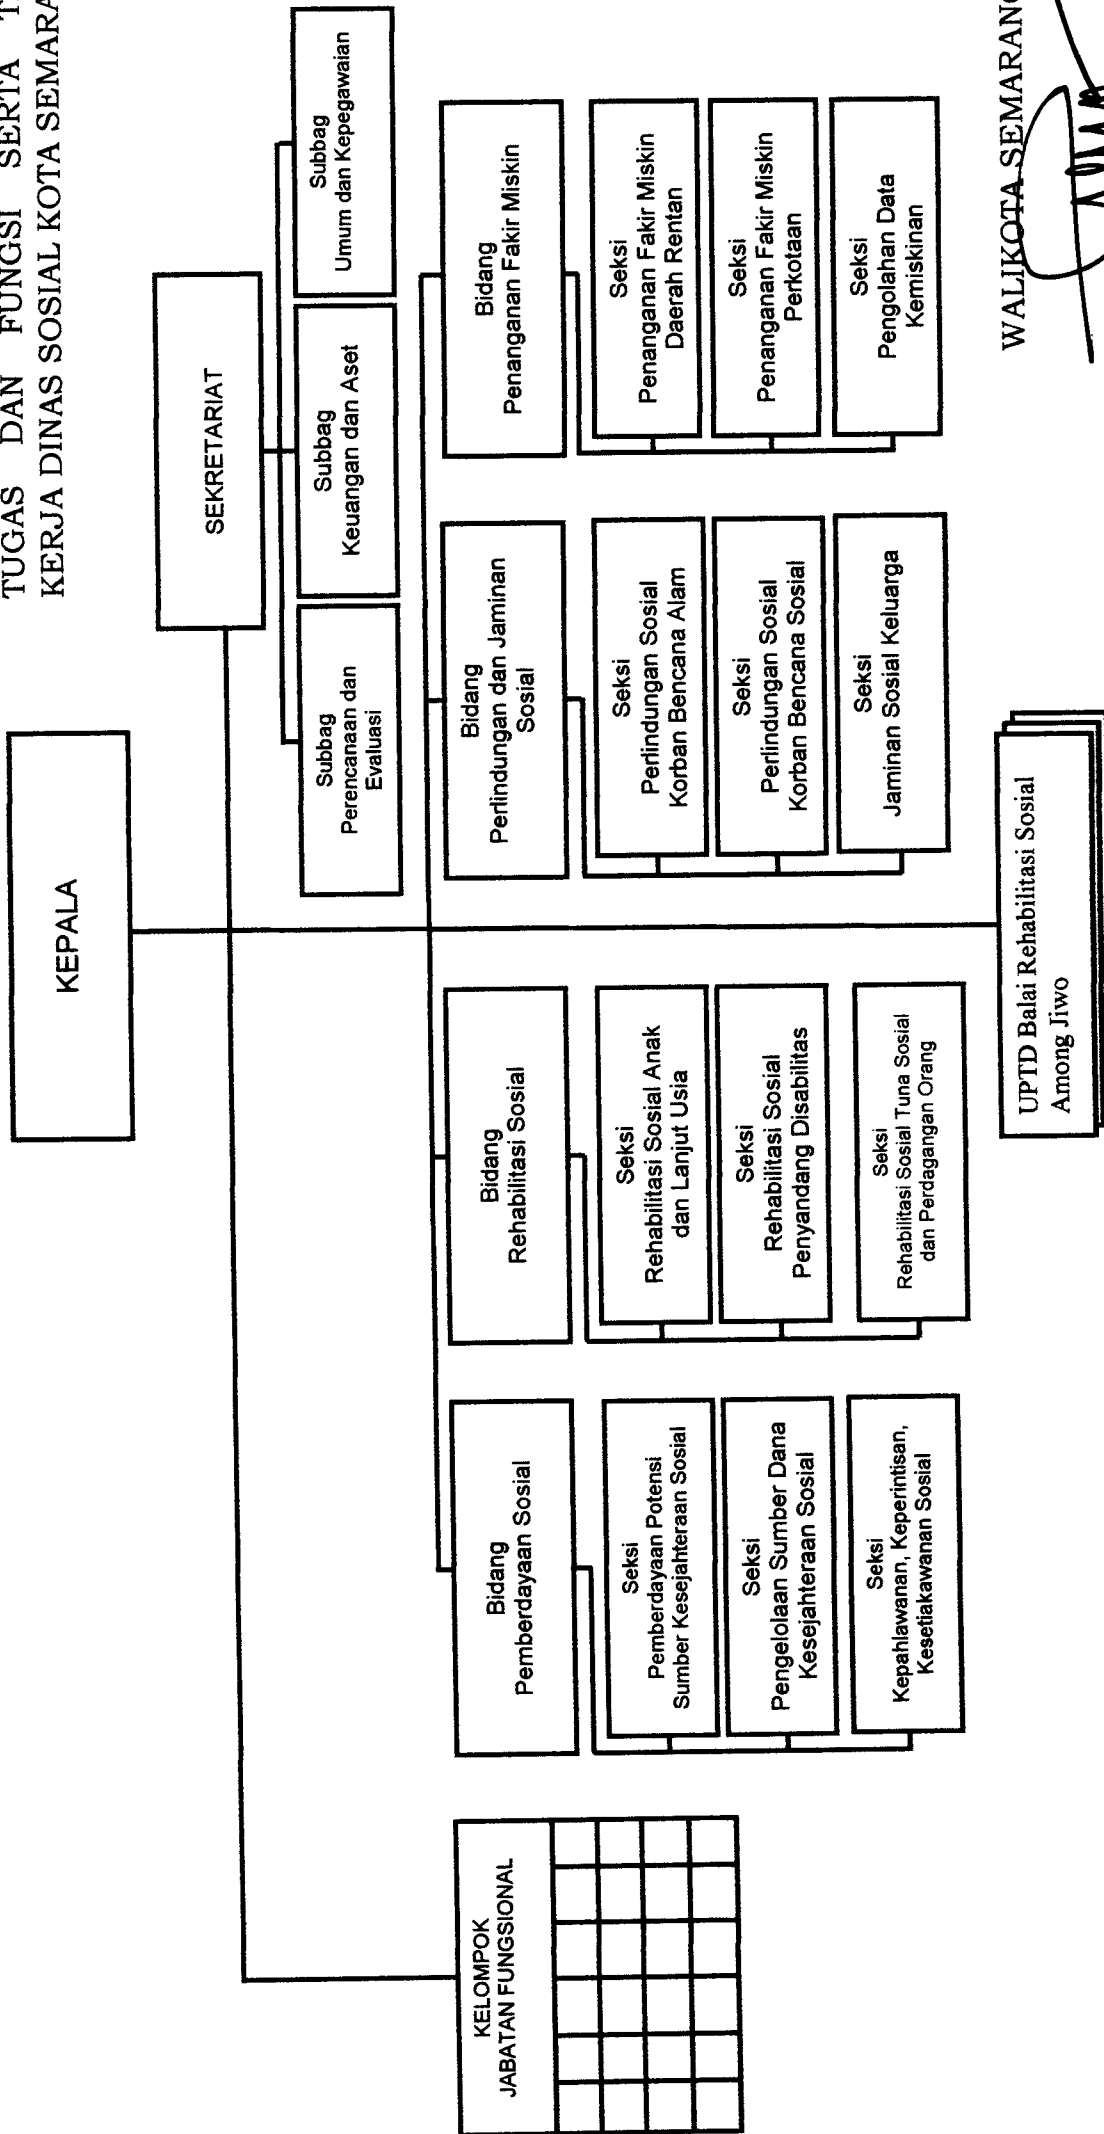 TUGAS DAN FUNGSI SERTA
KERJA DINAS SOSIAL KOTA
KEPALA
SEKRETARIAT
Subbag
Perencanaan dan
Evaluasi
Subbag
Keuangan dan Aset
Subbag
Umum dan Kepegawaian
KELOMPOK
JABATAN FUNGSIONAL
Bidang
Pemberdayaan Sosial
Seksi
Pemberdayaan Potensi
Sumber Kesejahteraan Sosial
Seksi
Pengelolaan Sumber Dana
Kesejahteraan Sosial
Seksi
Kepahlawanan, Keperintisan,
Kesetiakawanan Sosial
Bidang
Rehabilitasi Sosial
Seksi
Rehabilitasi Sosial Anak
dan Lanjut Usia
Seksi
Rehabilitasi Sosial
Penyandang Disabilitas
Seksi
Rehabilitasi Sosial Tuna Sosial
dan Perdagangan Orang
Bidang
Perlindungan dan Jaminan
Sosial
Seksi
Perlindungan Sosial
Korban Bencana Alam
Seksi
Perlindungan Sosial
Korban Bencana Sosial
Seksi
Jaminan Sosial Keluarga
Bidang
Penanganan Fakir Miskin
Seksi
Penanganan Fakir Miskin
Daerah Rentan
Seksi
Penanganan Fakir Miskin
Perkotaan
Seksi
Pengolahan Data
Kemiskinan
UPTD Balai Rehabilitasi Sosial
Among Jiwo
WALIKOTA SEMARANG